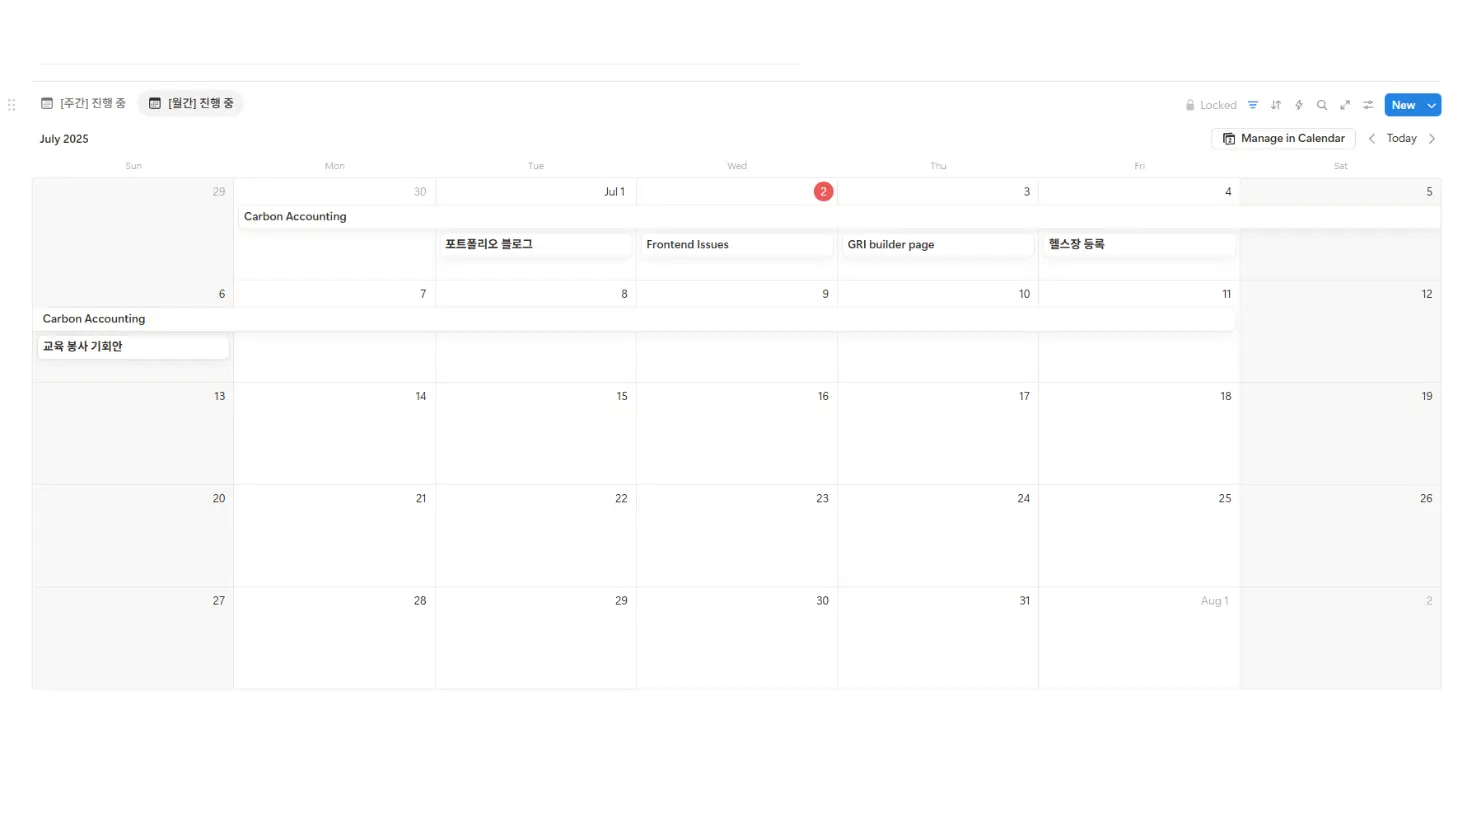 [주간] 진행 중
[월간] 진행 중
Locked
New
July 2025
Manage in Calendar
Today
Sun Mon Tue Wed Thu Fri Sat
29 30 Jul 1 2 3 4 5
Carbon Accounting
포트폴리오 블로그
Frontend Issues
GRI builder page
헬스장 등록
6 7 8 9 10 11 12
Carbon Accounting
교육 봉사 기회안
13 14 15 16 17 18 19
20 21 22 23 24 25 26
27 28 29 30 31 Aug 1 2